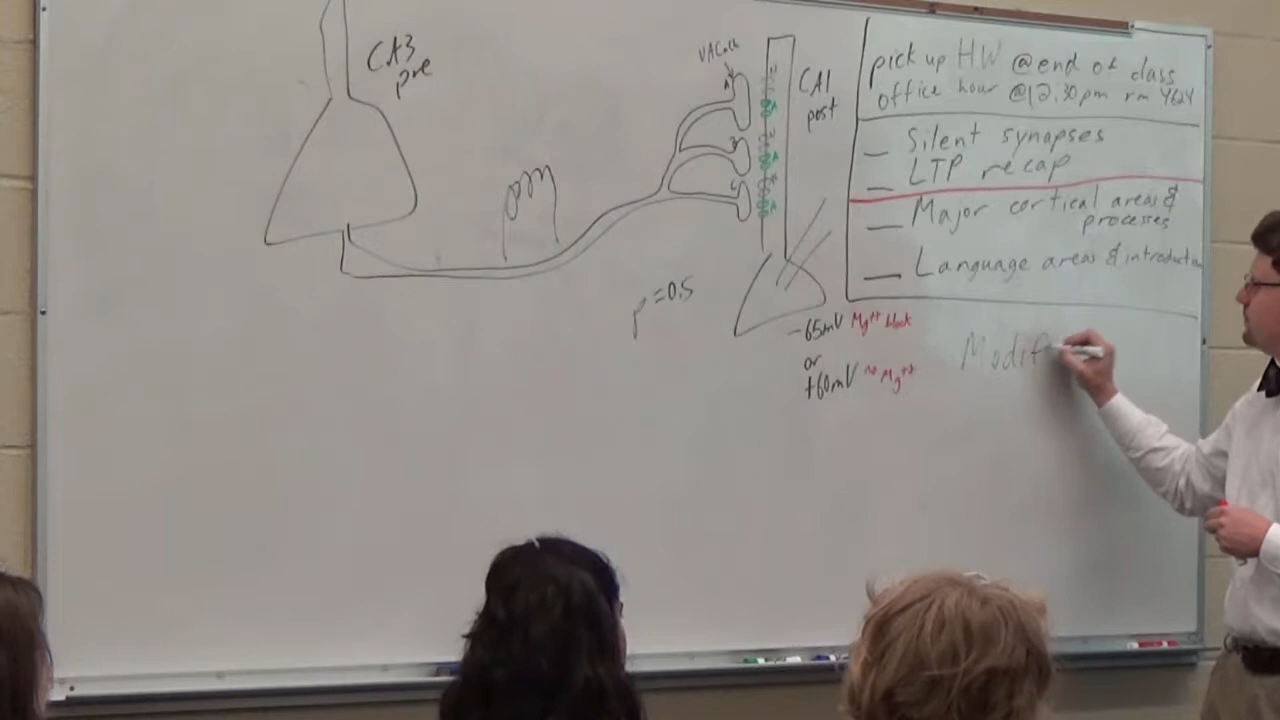 CA3
pre
CA1
post
p=0.5
-65mV Mg++ block
or
+60mV no Mg++
pick up HW @end of class
office hour @12:30pm rm 4624
— Silent synapses
— LTP recap
— Major cortical areas &
processes
— Language areas & introduction
Modif